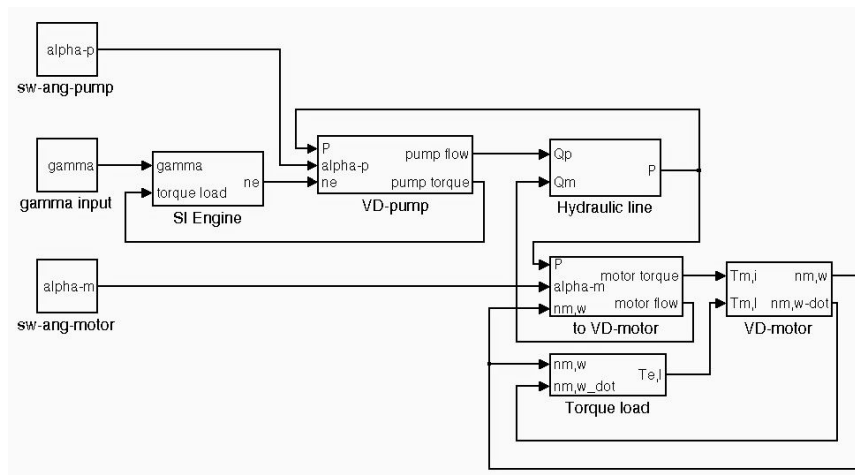 alpha-p
sw-ang-pump
gamma
gamma input
gamma
torque load
ne
SI Engine
P
alpha-p
ne
pump flow
pump torque
VD-pump
Qp
Qm
P
Hydraulic line
alpha-m
sw-ang-motor
P
alpha-m
nm,w
motor torque
motor flow
to VD-motor
Tm,i
Tm,l
nm,w
nm,w-dot
VD-motor
nm,w
nm,w_dot
Te,l
Torque load